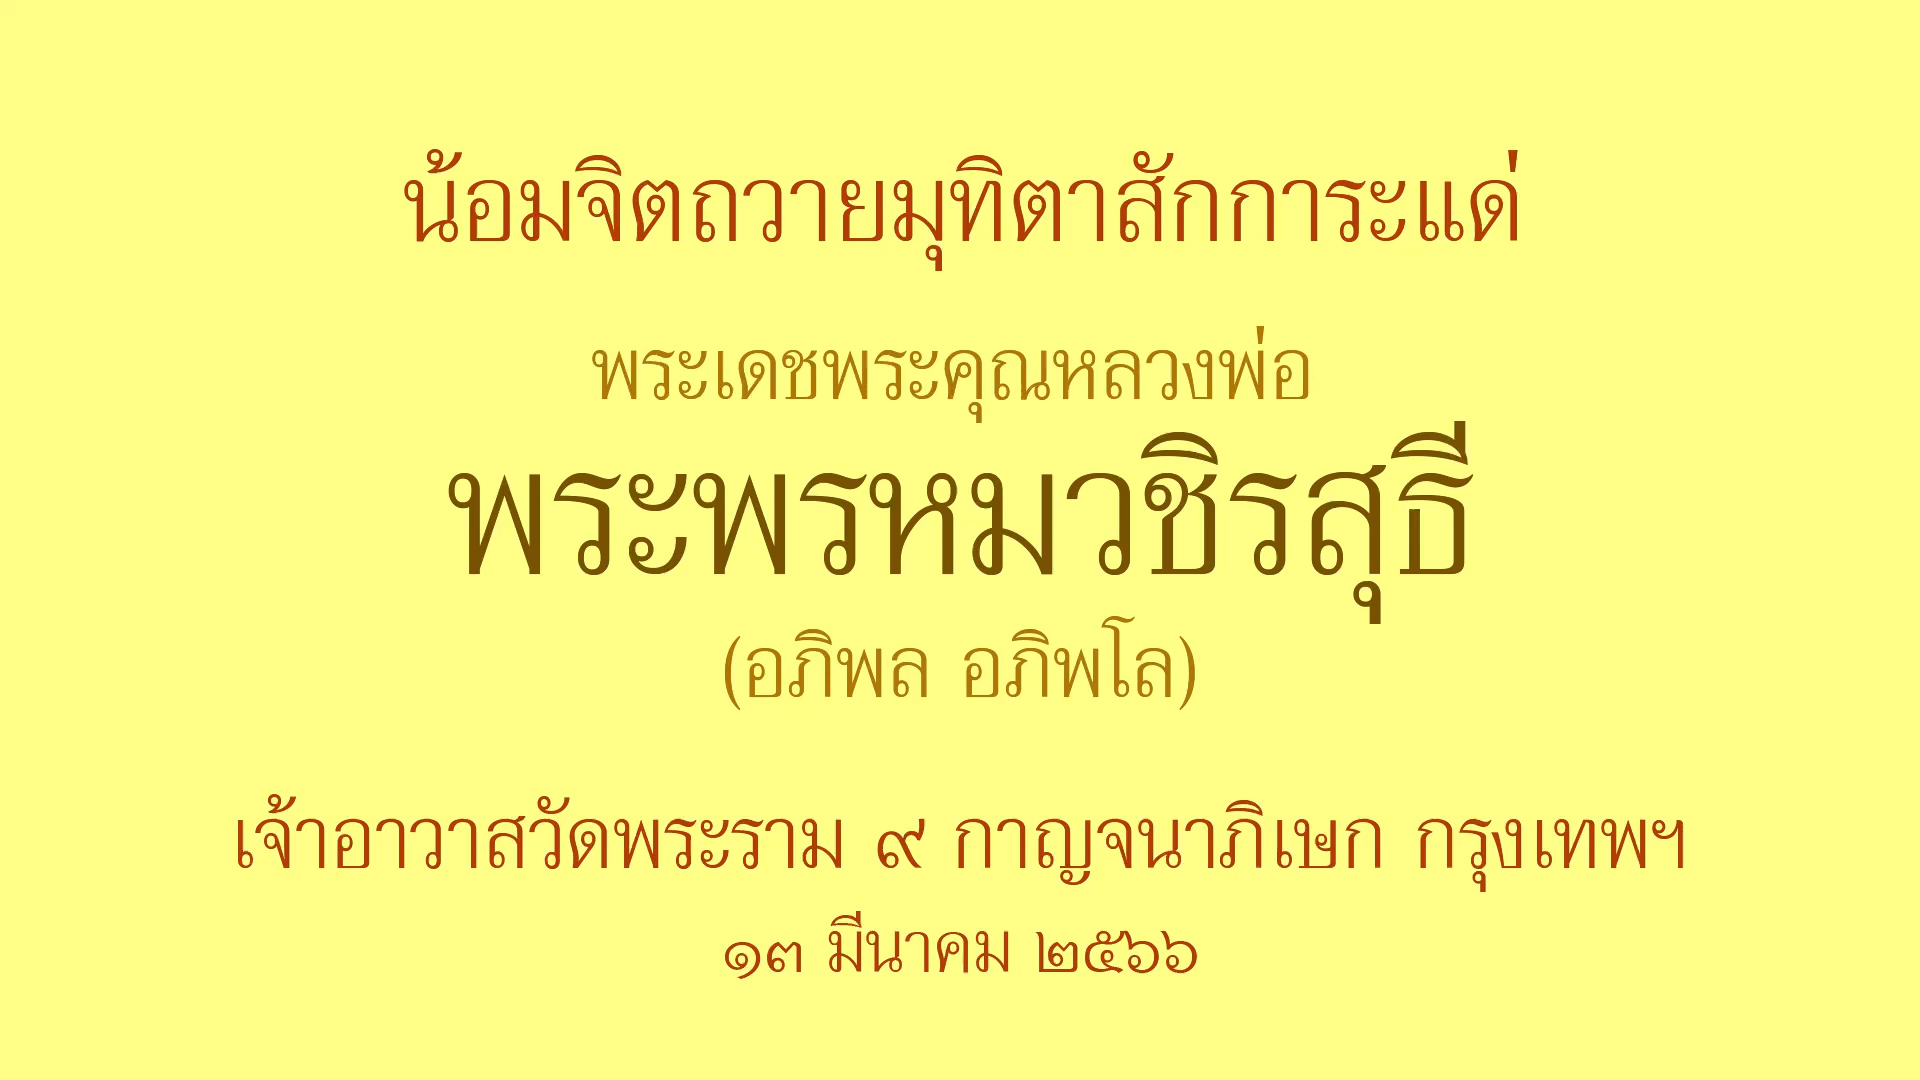 น้อมจิตถวายมุทิตาสักการะแด่
พระเดชพระคุณหลวงพ่อ
พระพรหมวชิรสุธี
(อภิพล อภิพโล)
เจ้าอาวาสวัดพระราม ๙ กาญจนาภิเษก กรุงเทพฯ
๑๓ มีนาคม ๒๕๖๖